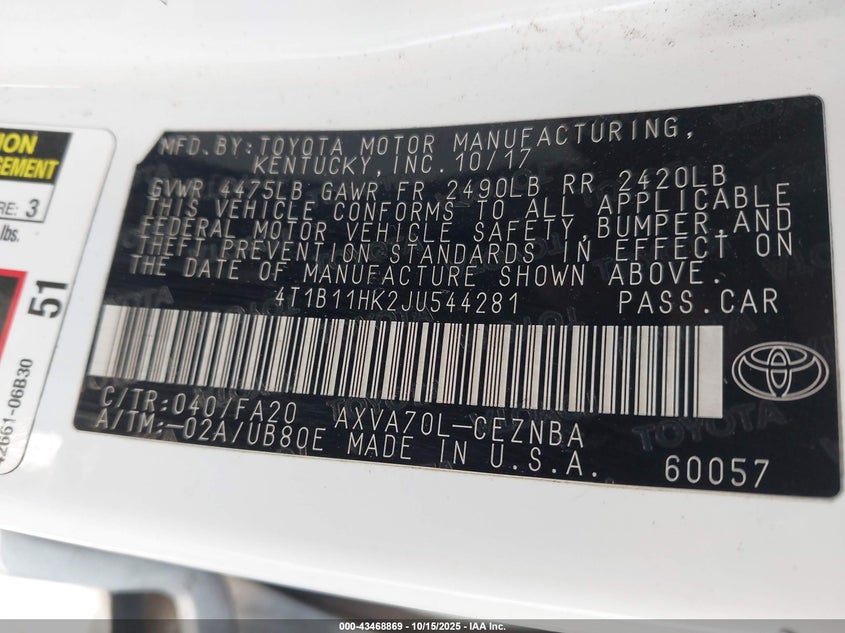 MFD.BY:TOYOTA MOTOR MANUFACTURING,
KENTUCKY,INC. 10/17
GVWR 4475LB GAWR FR 2490LB RR 2420LB
THIS VEHICLE CONFORMS TO ALL APPLICABLE
FEDERAL MOTOR VEHICLE SAFETY,BUMPER,AND
THEFT PREVENTION STANDARDS IN EFFECT ON
THE DATE OF MANUFACTURE SHOWN ABOVE.
4T1B11HK2JU544281 PASS.CAR
C/TR:040/FA20 AXVA70L-CEZNBA
A/TM:-02A/UB80E MADE IN U.S.A. 60057
RE: 3
lbs.
51
000-43468869 - 10/15/2025 - IAA Inc.